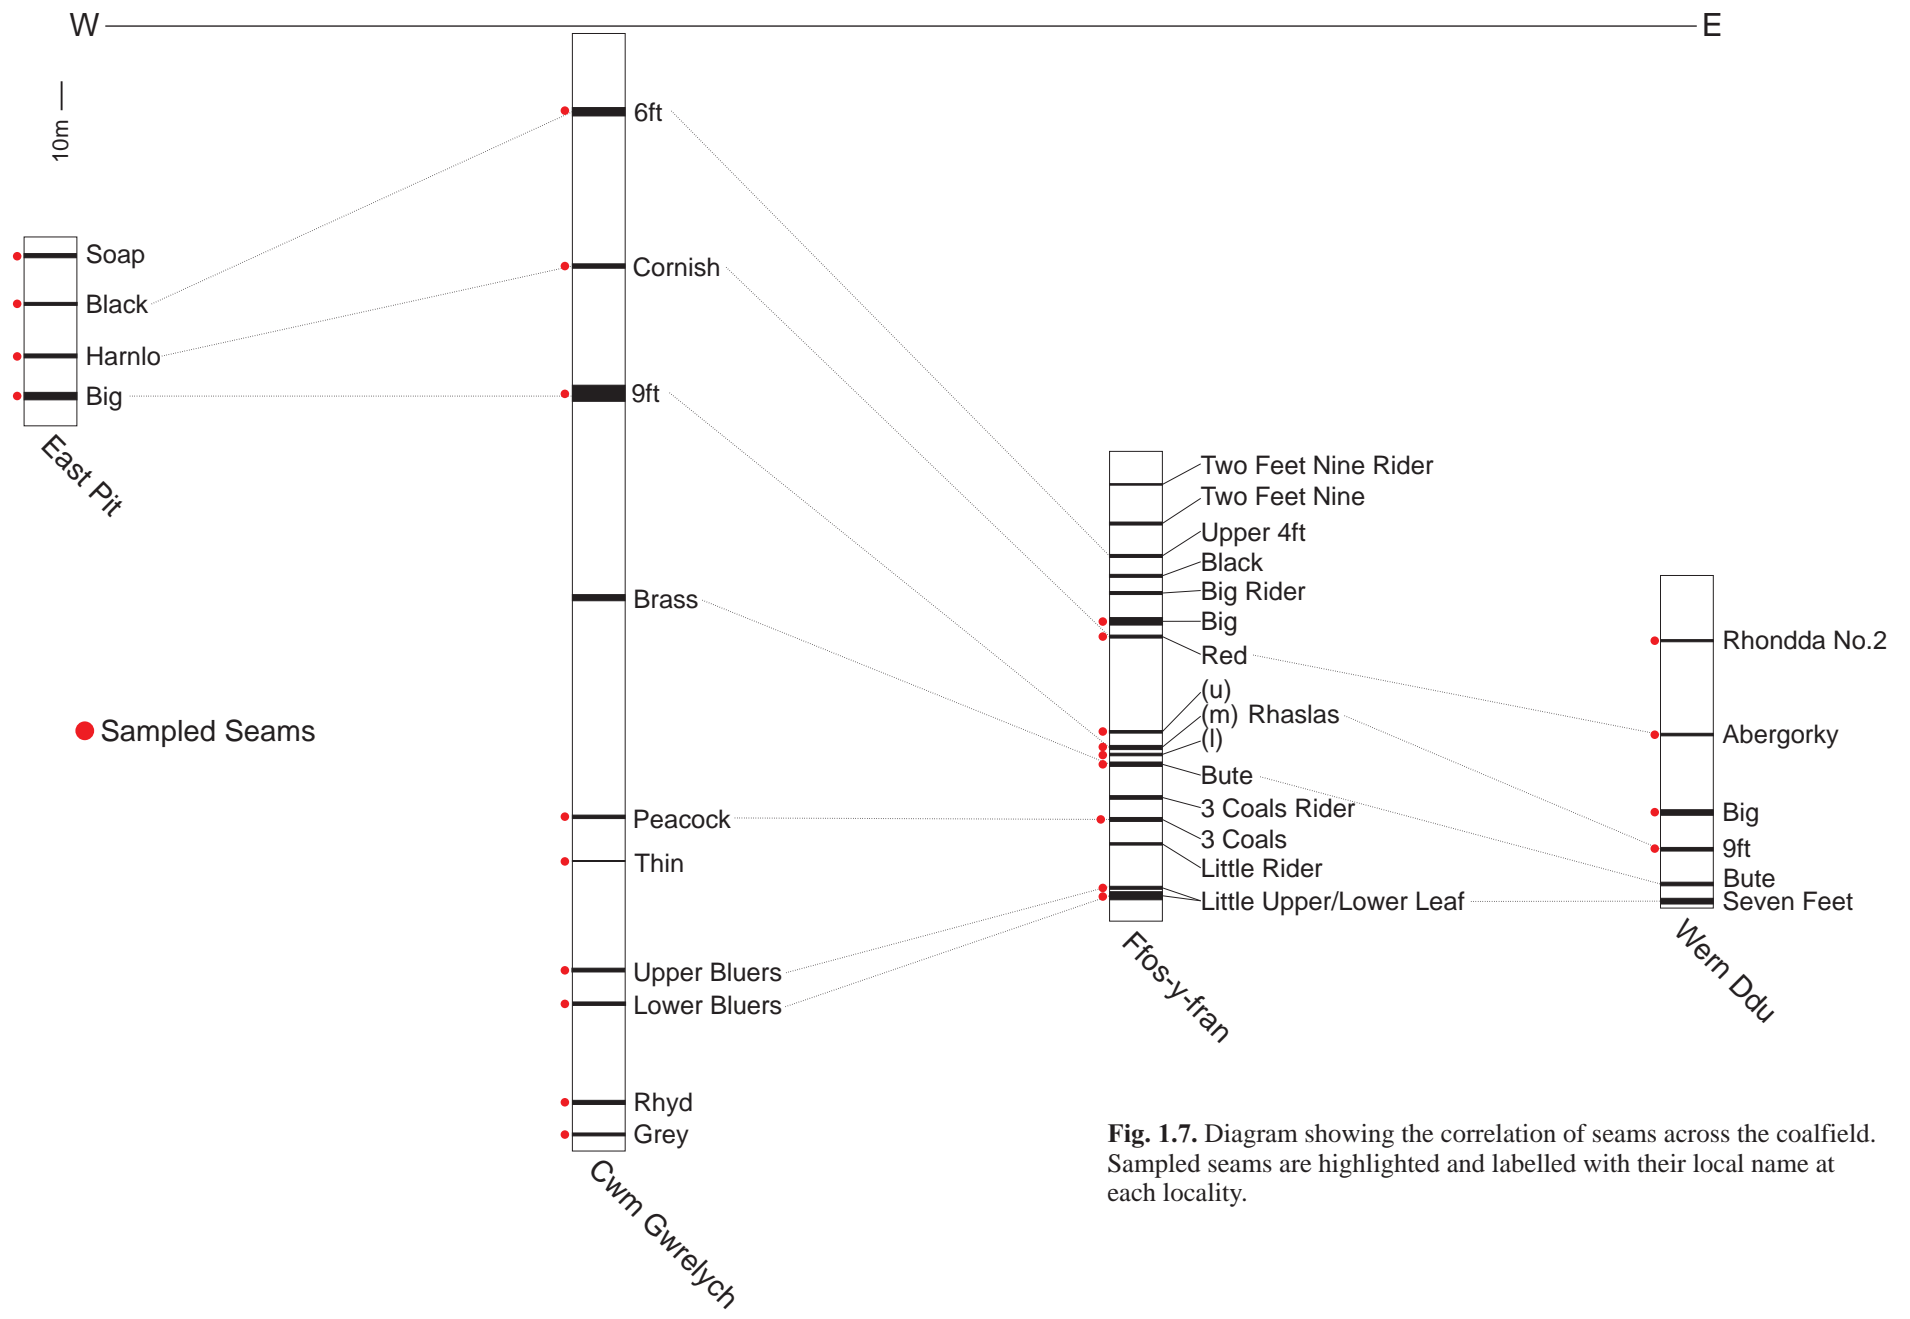 W
E
10m
Soap
Black
Harnlo
Big
East Pit
Sampled Seams
6ft
Cornish
9ft
Brass
Peacock
Thin
Upper Bluers
Lower Bluers
Rhyd
Grey
Cwm Gwrelych
Two Feet Nine Rider
Two Feet Nine
Upper 4ft
Black
Big Rider
Big
Red
(u)
(m) Rhaslas
(l)
Bute
3 Coals Rider
3 Coals
Little Rider
Little Upper/Lower Leaf
Ffos-y-fran
Rhondda No.2
Abergorky
Big
9ft
Bute
Seven Feet
Wern Ddu
Fig. 1.7. Diagram showing the correlation of seams across the coalfield.
Sampled seams are highlighted and labelled with their local name at
each locality.